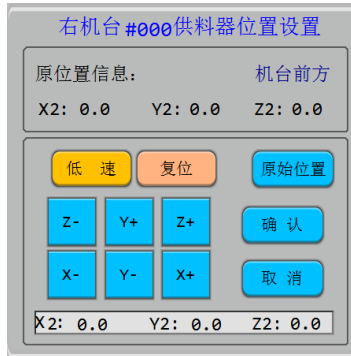 右机台#000供料器位置设置
原位置信息: 机台前方
X2: 0.0 Y2: 0.0 Z2: 0.0
低 速 复位 原始位置
Z- Y+ Z+ 确 认
X- Y- X+ 取 消
X2: 0.0 Y2: 0.0 Z2: 0.0